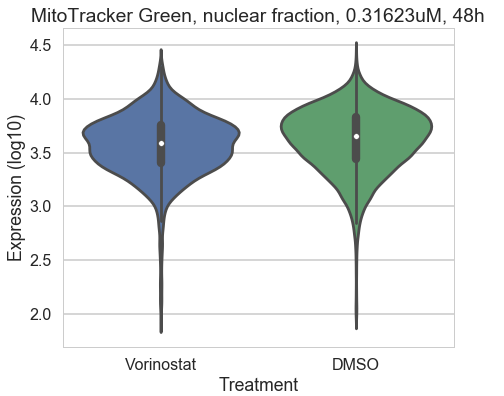 MitoTracker Green, nuclear fraction, 0.31623uM, 48h
4.5
4.0
3.5
3.0
2.5
2.0
Expression (log10)
Vorinostat DMSO
Treatment